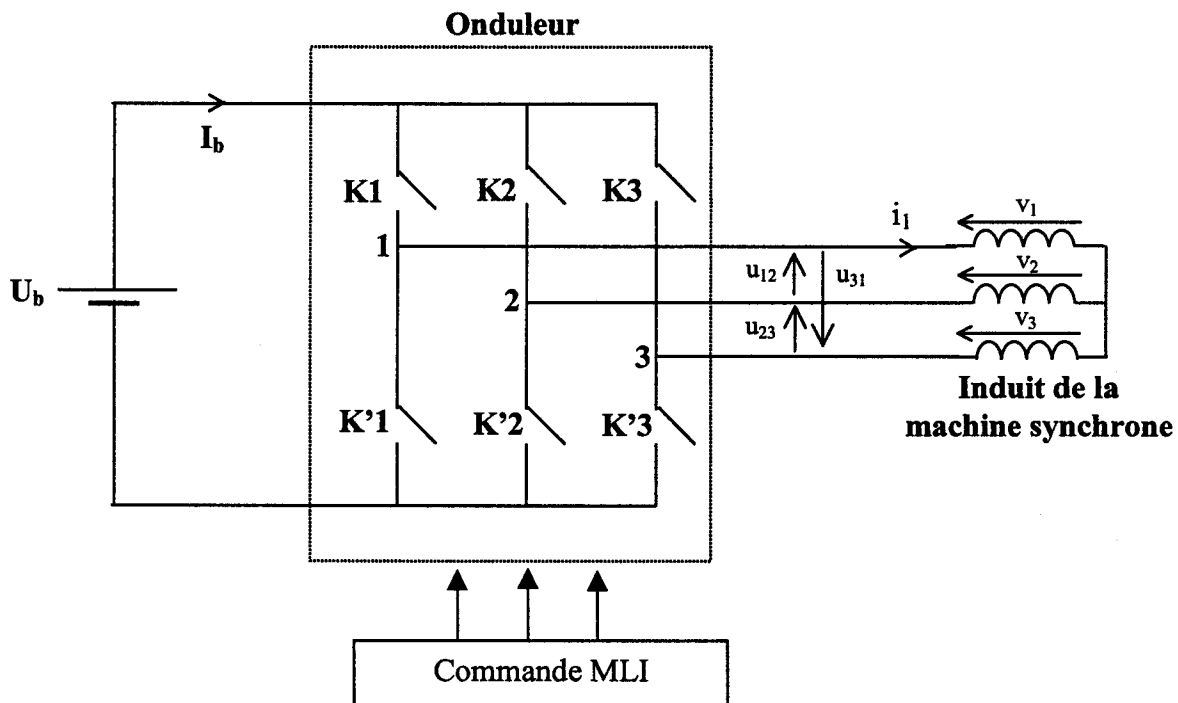 Onduleur
I_b
K1
K2
K3
i_1
v_1
1
u_12
u_31
v_2
U_b
2
u_23
v_3
3
Induit de la
machine synchrone
K'1
K'2
K'3
Commande MLI